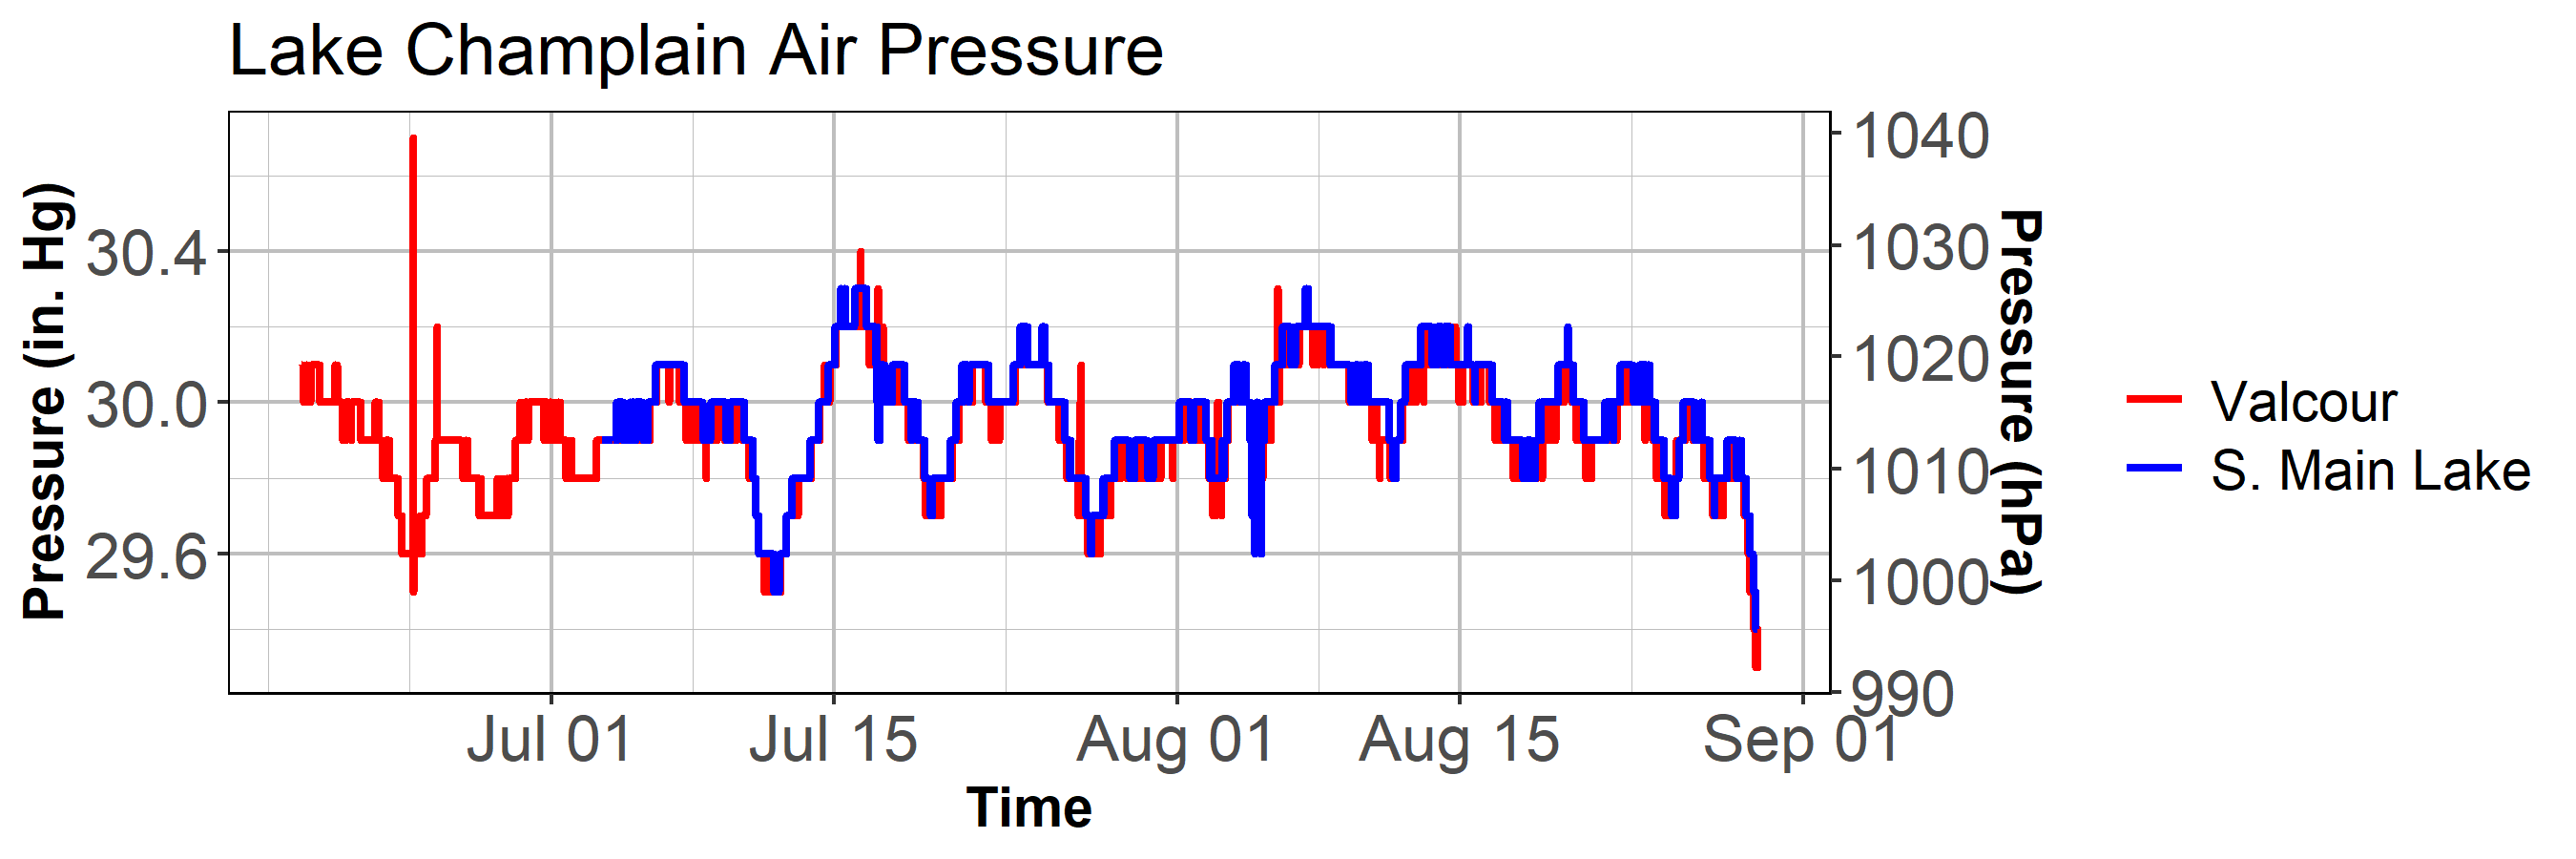 Lake Champlain Air Pressure
Pressure (in. Hg)
30.4
30.0
29.6
1040
1030
1020
1010
1000
990
Pressure (hPa)
Jul 01
Jul 15
Aug 01
Aug 15
Sep 01
Time
Valcour
S. Main Lake